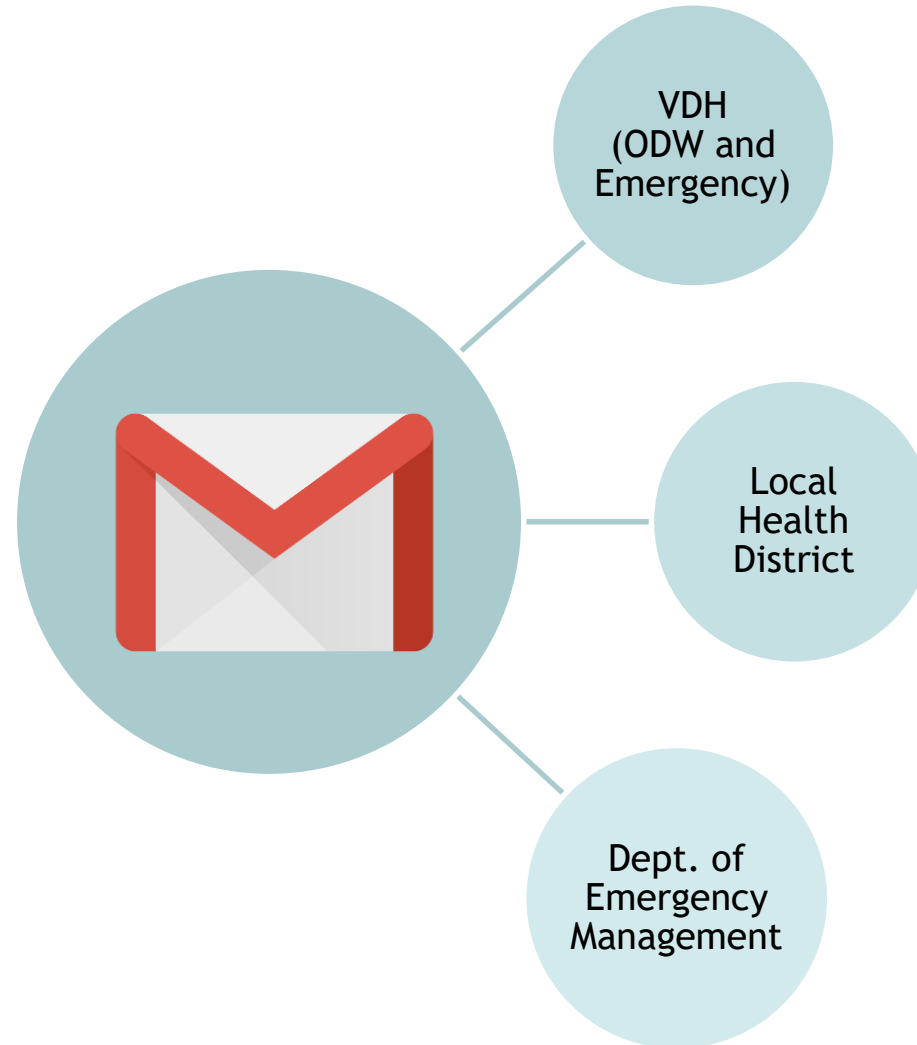 VDH
(ODW and
Emergency)
Local
Health
District
Dept. of
Emergency
Management